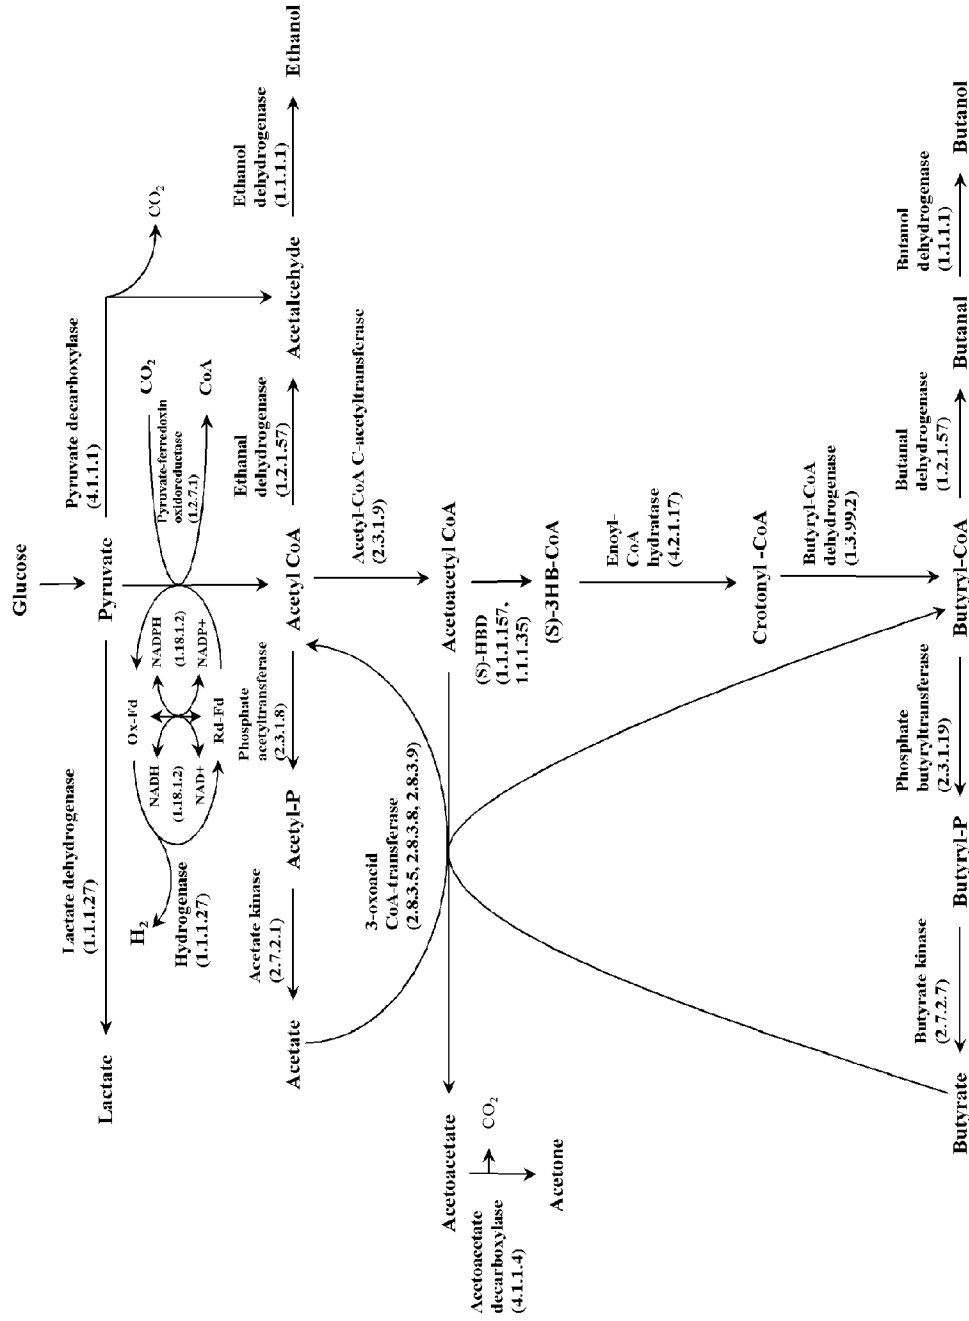 Glucose
Lactate dehydrogenase
(1.1.1.27)
Pyruvate decarboxylase
(4.1.1.1)
Lactate
Pyruvate
CO2
H2
Ox-Fd
CO2
NADH
NADPH
Pyruvate-ferredoxin
oxidoreductase
(1.2.7.1)
(1.18.1.2)
(1.18.1.2)
Hydrogenase
(1.1.1.27)
NAD+
NADP+
Rd-Fd
CoA
Acetate kinase
(2.7.2.1)
Phosphate
acetyltransferase
(2.3.1.8)
Ethanal
dehydrogenase
(1.2.1.57)
Ethanol
dehydrogenase
(1.1.1.1)
Acetate
Acetyl-P
Acetyl CoA
Acetalcehyde
Ethanol
3-oxoacid
CoA-transferase
(2.8.3.5, 2.8.3.8, 2.8.3.9)
Acetyl-CoA C-acetyltransferase
(2.3.1.9)
Acetoacetate
Acetoacetyl CoA
Acetoacetate
decarboxylase
(4.1.1.4)
CO2
(S)-HBD
(1.1.1.157,
1.1.1.35)
Acetone
(S)-3HB-CoA
Enoyl-
CoA
hydratase
(4.2.1.17)
Crotonyl -CoA
Butyryl-CoA
dehydrogenase
(1.3.99.2)
Butyrate kinase
(2.7.2.7)
Phosphate
butyryltransferase
(2.3.1.19)
Butanal
dehydrogenase
(1.2.1.57)
Butanol
dehydrogenase
(1.1.1.1)
Butyrate
Butyryl-P
Butyryl-CoA
Butanal
Butanol